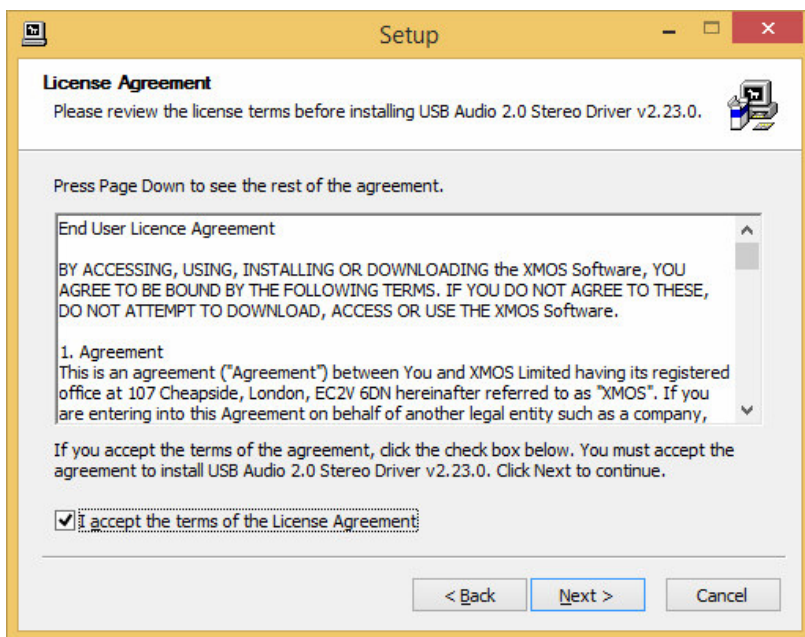 Setup
License Agreement
Please review the license terms before installing USB Audio 2.0 Stereo Driver v2.23.0.
Press Page Down to see the rest of the agreement.
End User Licence Agreement
BY ACCESSING, USING, INSTALLING OR DOWNLOADING the XMOS Software, YOU
AGREE TO BE BOUND BY THE FOLLOWING TERMS. IF YOU DO NOT AGREE TO THESE,
DO NOT ATTEMPT TO DOWNLOAD, ACCESS OR USE THE XMOS Software.
1. Agreement
This is an agreement ("Agreement") between You and XMOS Limited having its registered
office at 107 Cheapside, London, EC2V 6DN hereinafter referred to as "XMOS". If you
are entering into this Agreement on behalf of another legal entity such as a company,
If you accept the terms of the agreement, click the check box below. You must accept the
agreement to install USB Audio 2.0 Stereo Driver v2.23.0. Click Next to continue.
I accept the terms of the License Agreement
< Back Next > Cancel